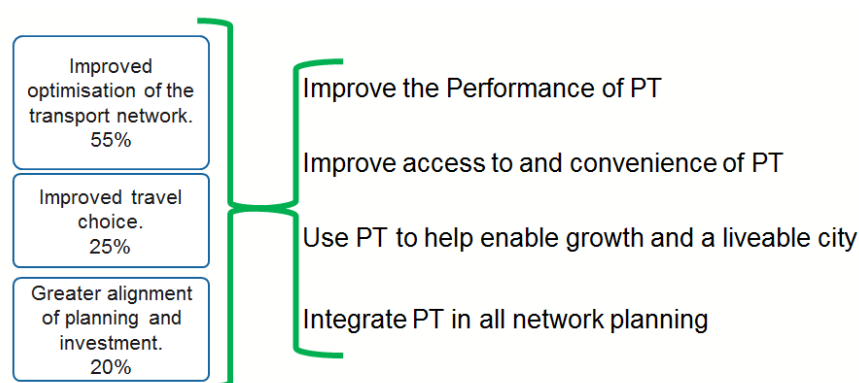 Improved
optimisation of the
transport network.
55%
Improved travel
choice.
25%
Greater alignment
of planning and
investment.
20%
Improve the Performance of PT
Improve access to and convenience of PT
Use PT to help enable growth and a liveable city
Integrate PT in all network planning